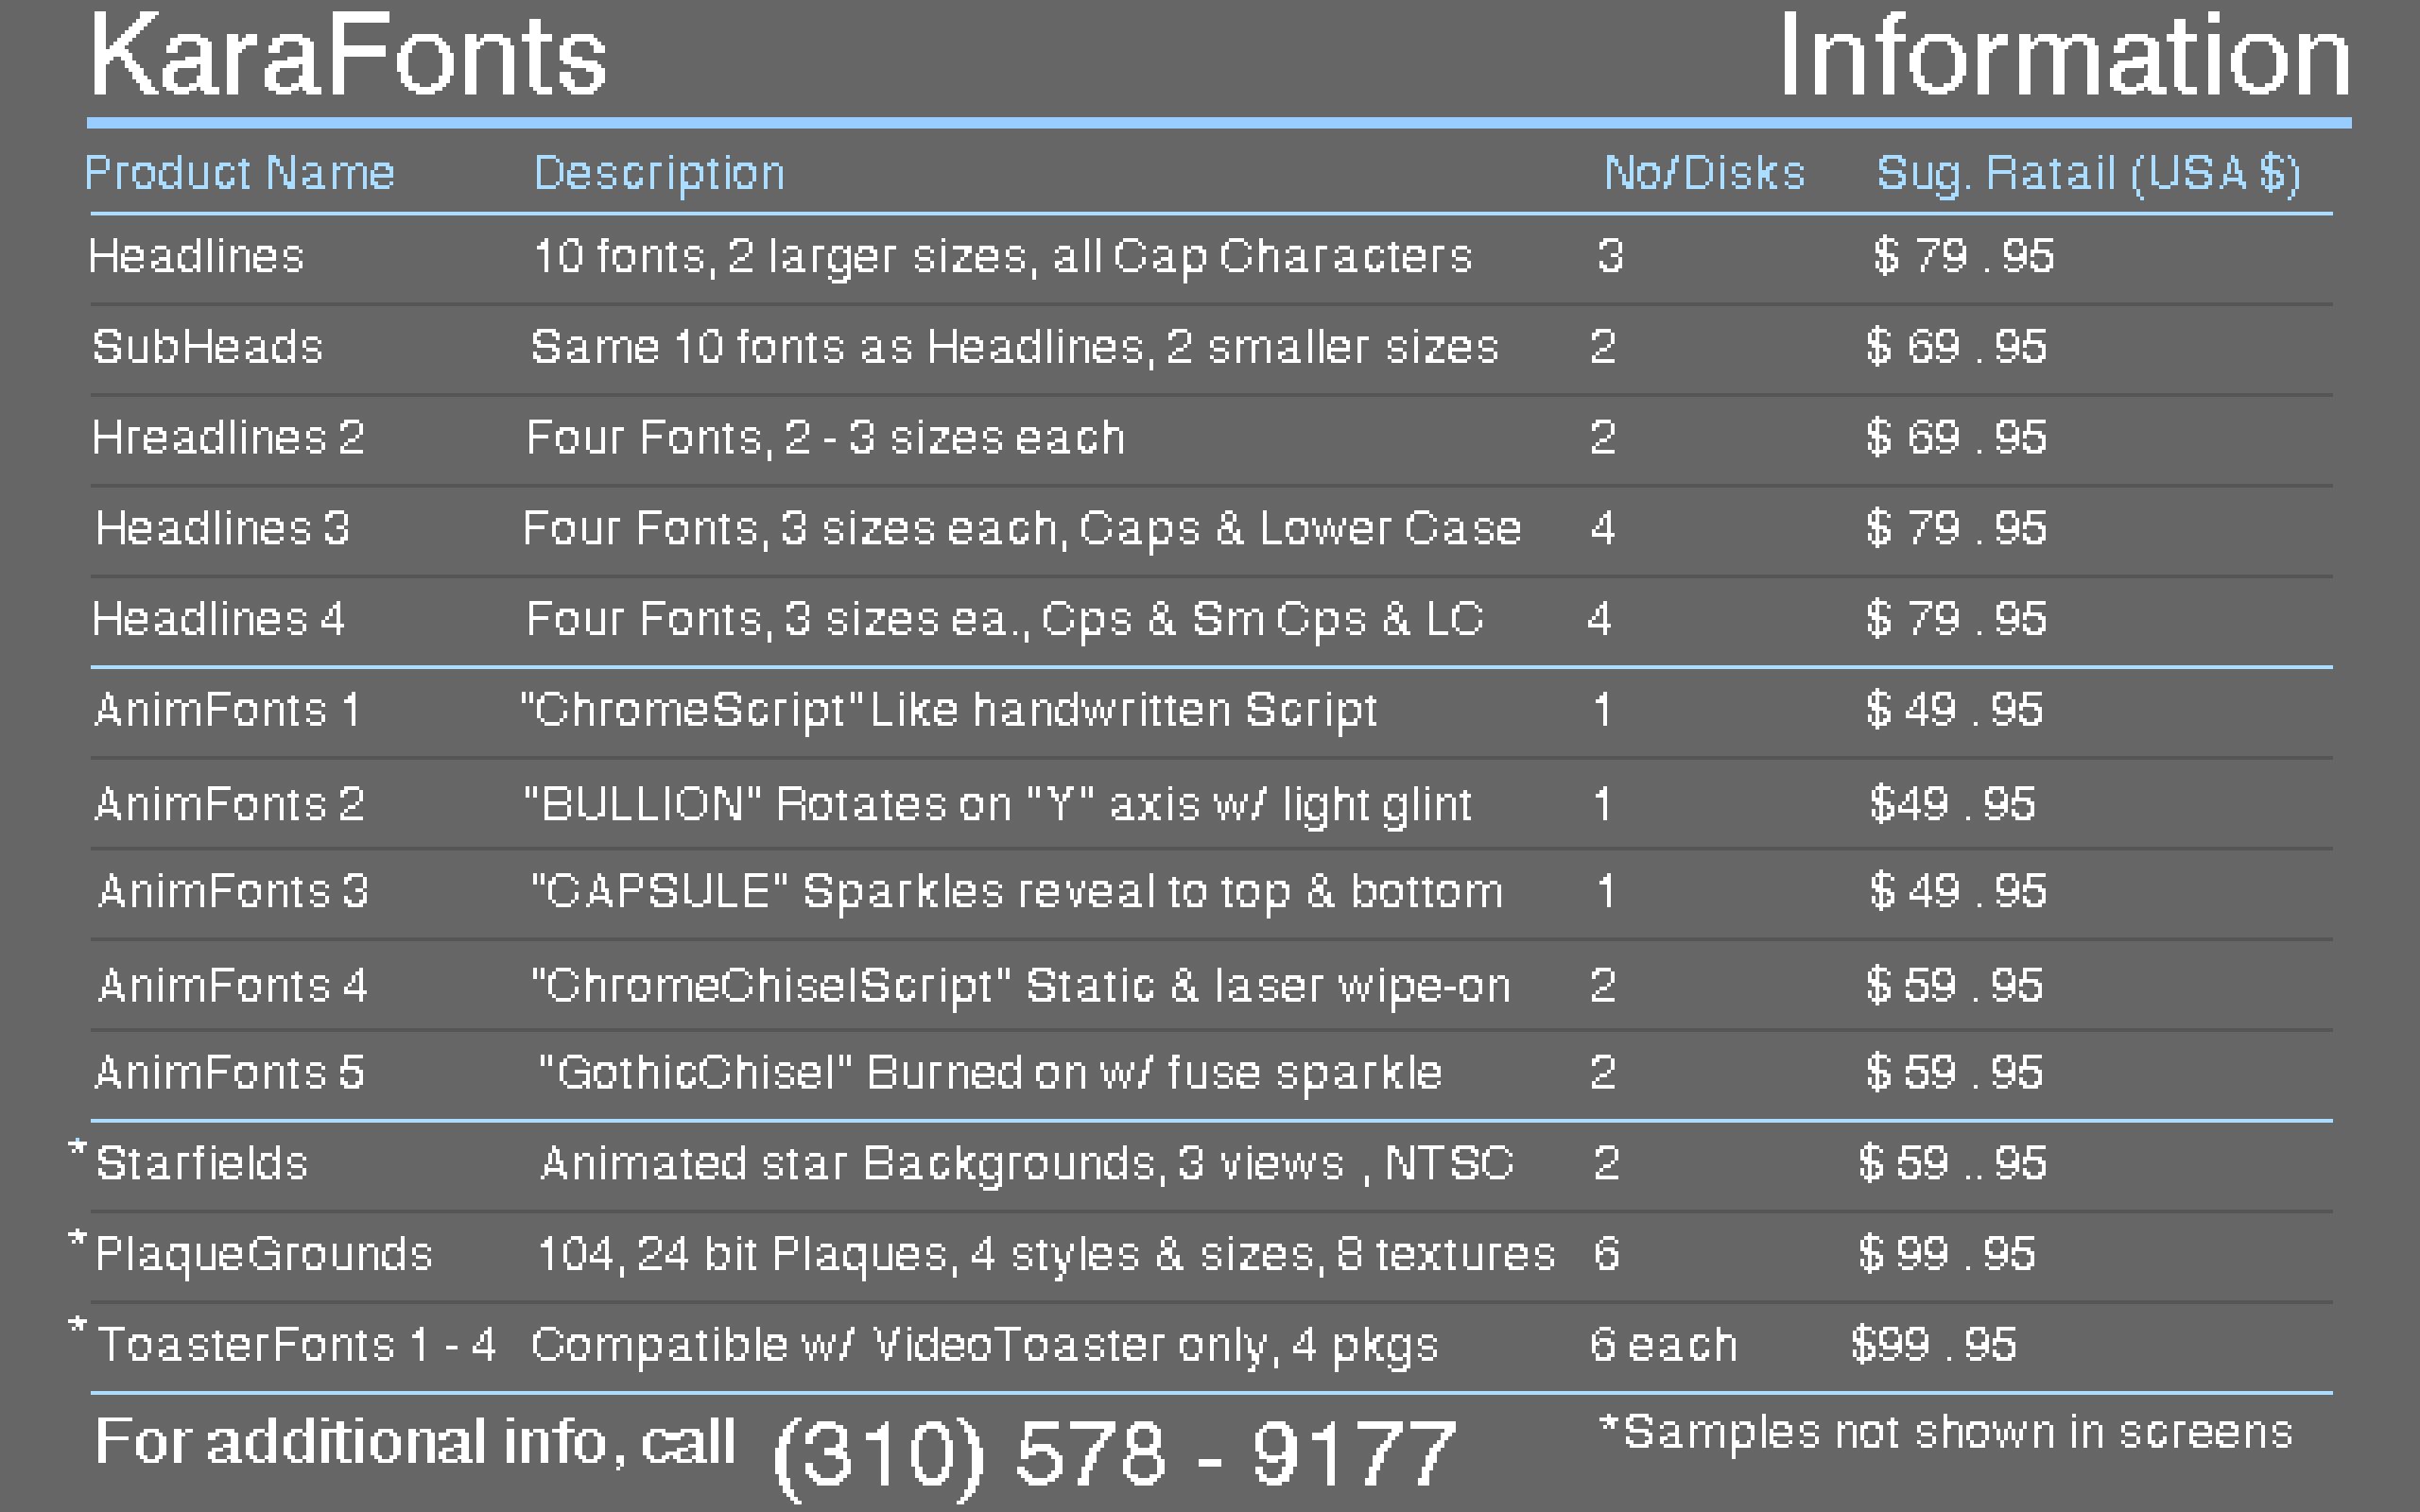 KaraFonts Information
Product Name Description No/Disks Sug. Ratail (USA $)
Headlines 10 fonts, 2 larger sizes, all Cap Characters 3 $ 79 . 95
SubHeads Same 10 fonts as Headlines, 2 smaller sizes 2 $ 69 . 95
Hreadlines 2 Four Fonts, 2 - 3 sizes each 2 $ 69 . 95
Headlines 3 Four Fonts, 3 sizes each, Caps & Lower Case 4 $ 79 . 95
Headlines 4 Four Fonts, 3 sizes ea., Cps & Sm Cps & LC 4 $ 79 . 95
AnimFonts 1 "ChromeScript" Like handwritten Script 1 $ 49 . 95
AnimFonts 2 "BULLION" Rotates on "Y" axis w/ light glint 1 $49 . 95
AnimFonts 3 "CAPSULE" Sparkles reveal to top & bottom 1 $ 49 . 95
AnimFonts 4 "ChromeChiselScript" Static & laser wipe-on 2 $ 59 . 95
AnimFonts 5 "GothicChisel" Burned on w/ fuse sparkle 2 $ 59 . 95
* Starfields Animated star Backgrounds, 3 views , NTSC 2 $ 59 .. 95
* PlaqueGrounds 104, 24 bit Plaques, 4 styles & sizes, 8 textures 6 $ 99 . 95
* ToasterFonts 1 - 4 Compatible w/ VideoToaster only, 4 pkgs 6 each $99 . 95
For additional info, call (310) 578 - 9177 *Samples not shown in screens